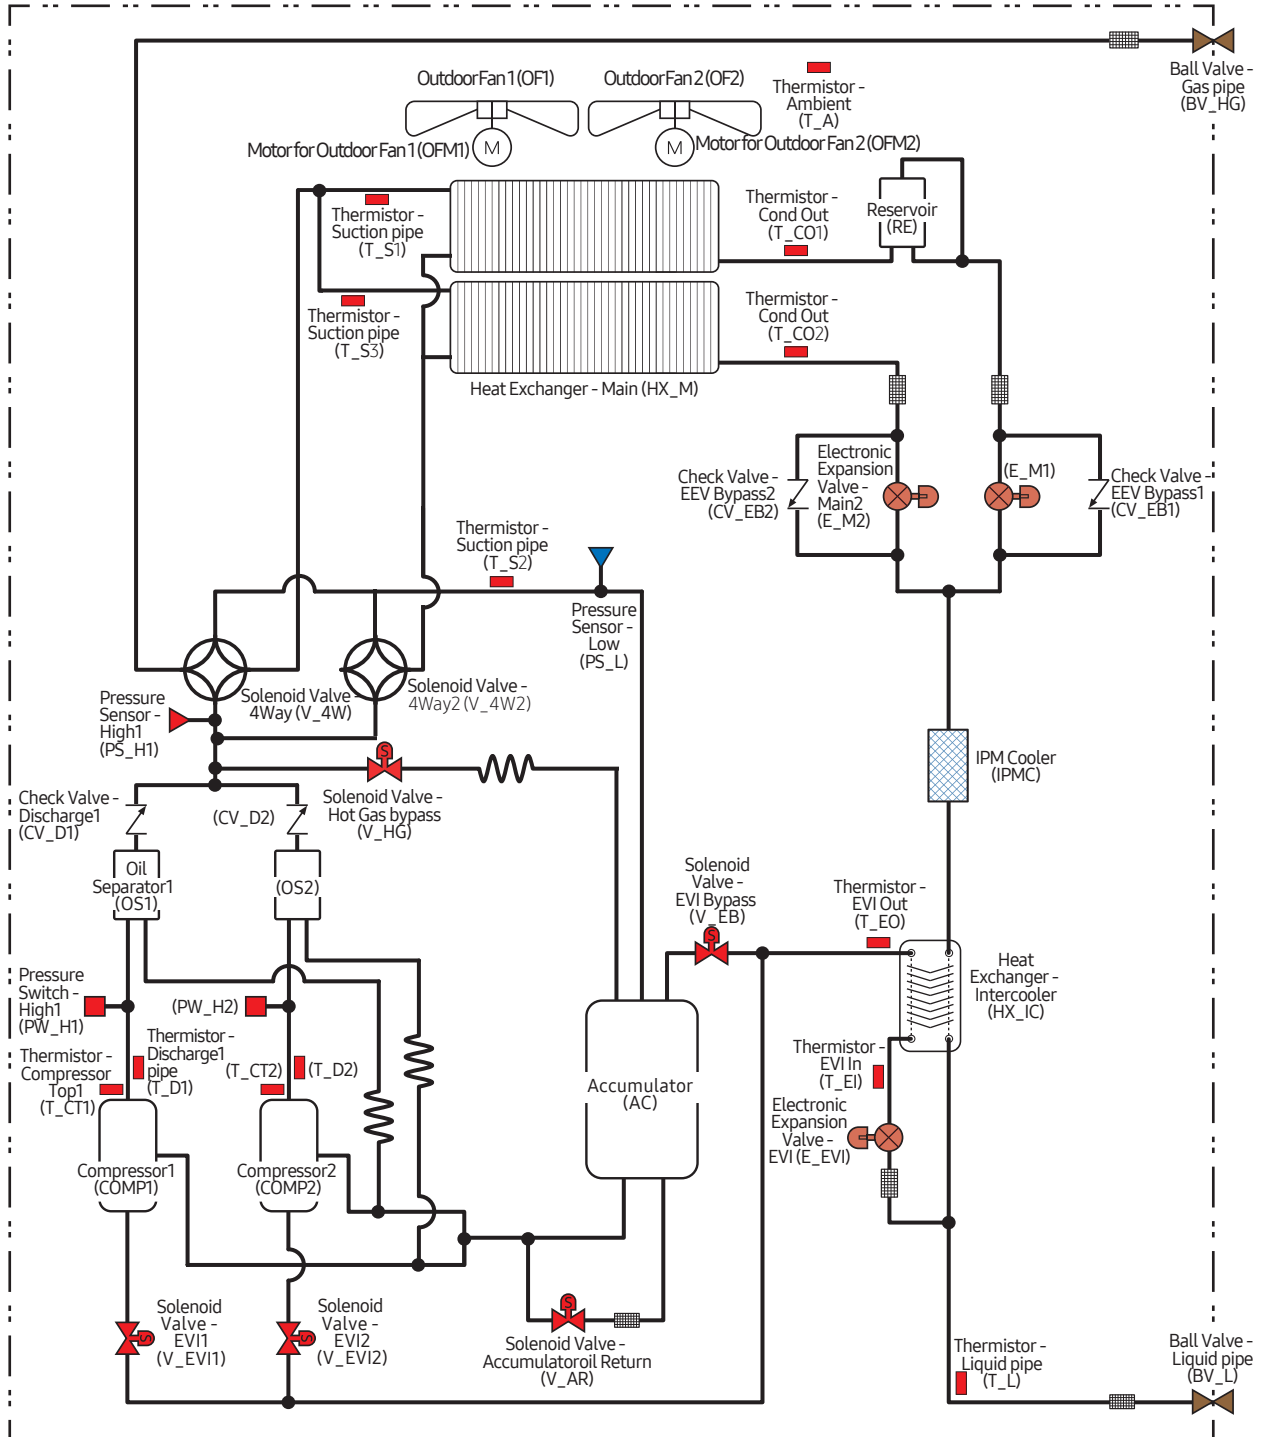 Ball Valve -
Gas pipe
(BV_HG)
Outdoor Fan 1 (OF1)
Outdoor Fan 2 (OF2)
Thermistor -
Ambient
(T_A)
Motor for Outdoor Fan 1 (OFM1)
M
M
Motor for Outdoor Fan 2 (OFM2)
Thermistor -
Suction pipe
(T_S1)
Thermistor -
Cond Out
(T_CO1)
Reservoir
(RE)
Thermistor -
Suction pipe
(T_S3)
Thermistor -
Cond Out
(T_CO2)
Heat Exchanger - Main (HX_M)
Check Valve -
EEV Bypass2
(CV_EB2)
Electronic
Expansion
Valve -
Main2
(E_M2)
(E_M1)
Check Valve -
EEV Bypass1
(CV_EB1)
Thermistor -
Suction pipe
(T_S2)
Pressure
Sensor -
Low
(PS_L)
Pressure
Sensor -
High1
(PS_H1)
Solenoid Valve -
4Way (V_4W)
Solenoid Valve -
4Way2 (V_4W2)
S
Solenoid Valve -
Hot Gas bypass
(V_HG)
IPM Cooler
(IPMC)
Check Valve -
Discharge1
(CV_D1)
(CV_D2)
Oil
Separator1
(OS1)
(OS2)
Solenoid
Valve -
EVI Bypass
(V_EB)
S
Thermistor -
EVI Out
(T_EO)
Heat
Exchanger -
Intercooler
(HX_IC)
Pressure
Switch -
High1
(PW_H1)
(PW_H2)
Thermistor -
Compressor
Top1
(T_CT1)
Thermistor -
Discharge1
pipe
(T_D1)
(T_CT2)
(T_D2)
Accumulator
(AC)
Thermistor -
EVI In
(T_EI)
Electronic
Expansion
Valve -
EVI (E_EVI)
Compressor1
(COMP1)
Compressor2
(COMP2)
Solenoid
Valve -
EVI1
(V_EVI1)
S
Solenoid
Valve -
EVI2
(V_EVI2)
S
S
Solenoid Valve -
Accumulatoroil Return
(V_AR)
Thermistor -
Liquid pipe
(T_L)
Ball Valve -
Liquid pipe
(BV_L)